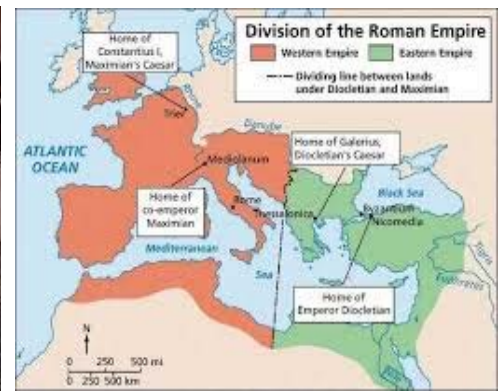 Division of the Roman Empire
Western Empire
Eastern Empire
Dividing line between lands
under Diocletian and Maximian
Home of
Constantius I,
Maximian's Caesar
Rhine
Trier
ATLANTIC
OCEAN
Danube
Home of Galerius,
Diocletian's Caesar
Mediolanum
Home of
co-emperor
Maximian
Rome
Thessalonica
Black Sea
Byzantium
Nicomedia
Mediterranean
Sea
Tigris
Euphrates
Home of
Emperor Diocletian
Nile
N
0 250 500 mi
0 250 500 km